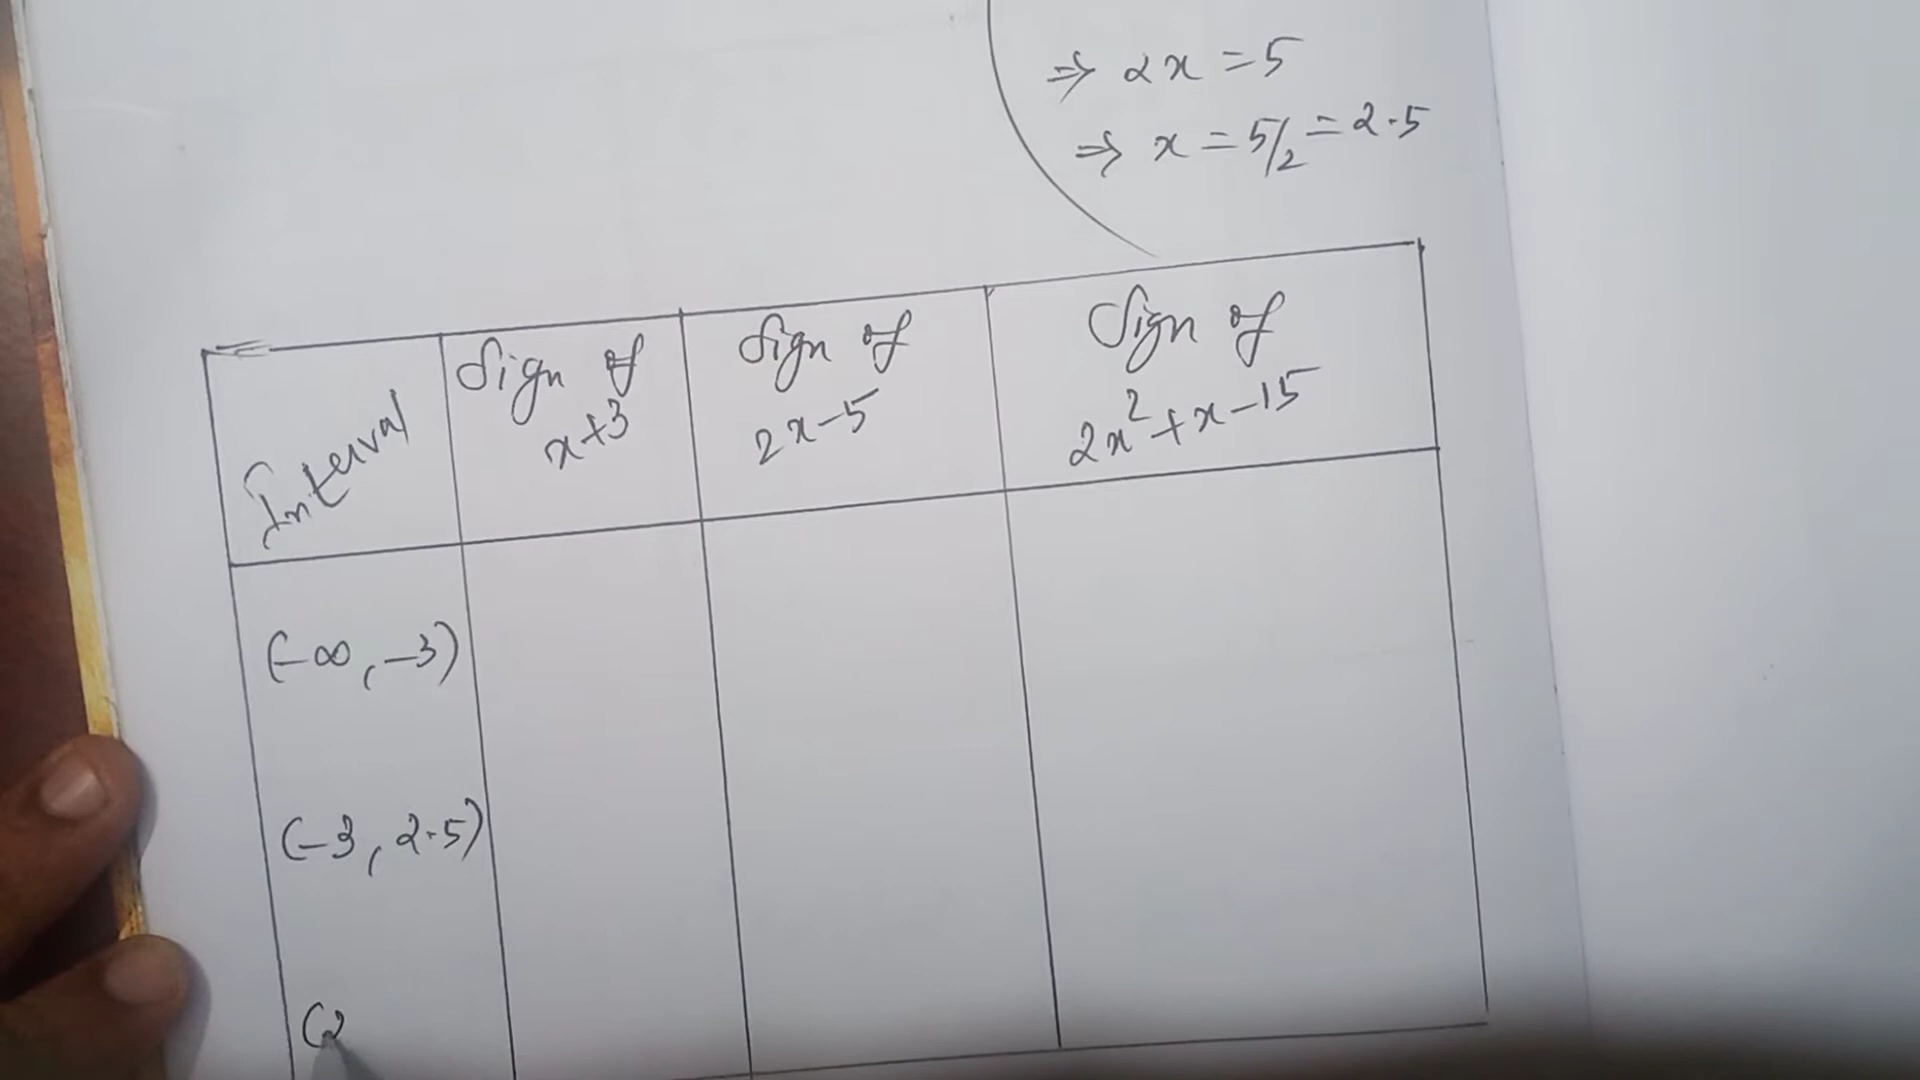 ⇒ 2x = 5
⇒ x = 5/2 = 2.5
Interval
Sign of
x+3
Sign of
2x-5
Sign of
2x²+x-15
(-∞, -3)
(-3, 2.5)
(2